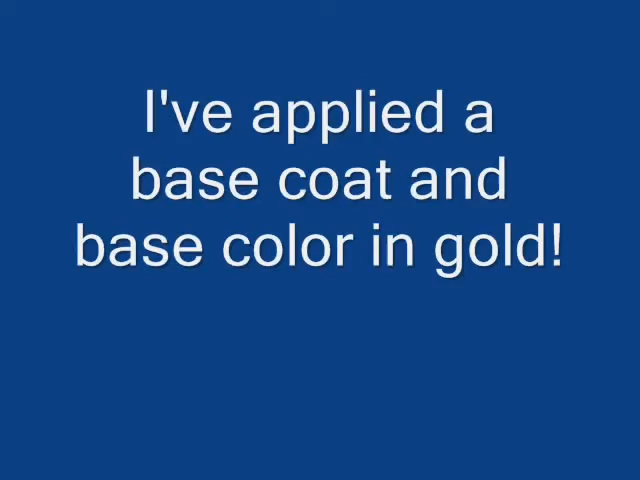 I've applied a
base coat and
base color in gold!